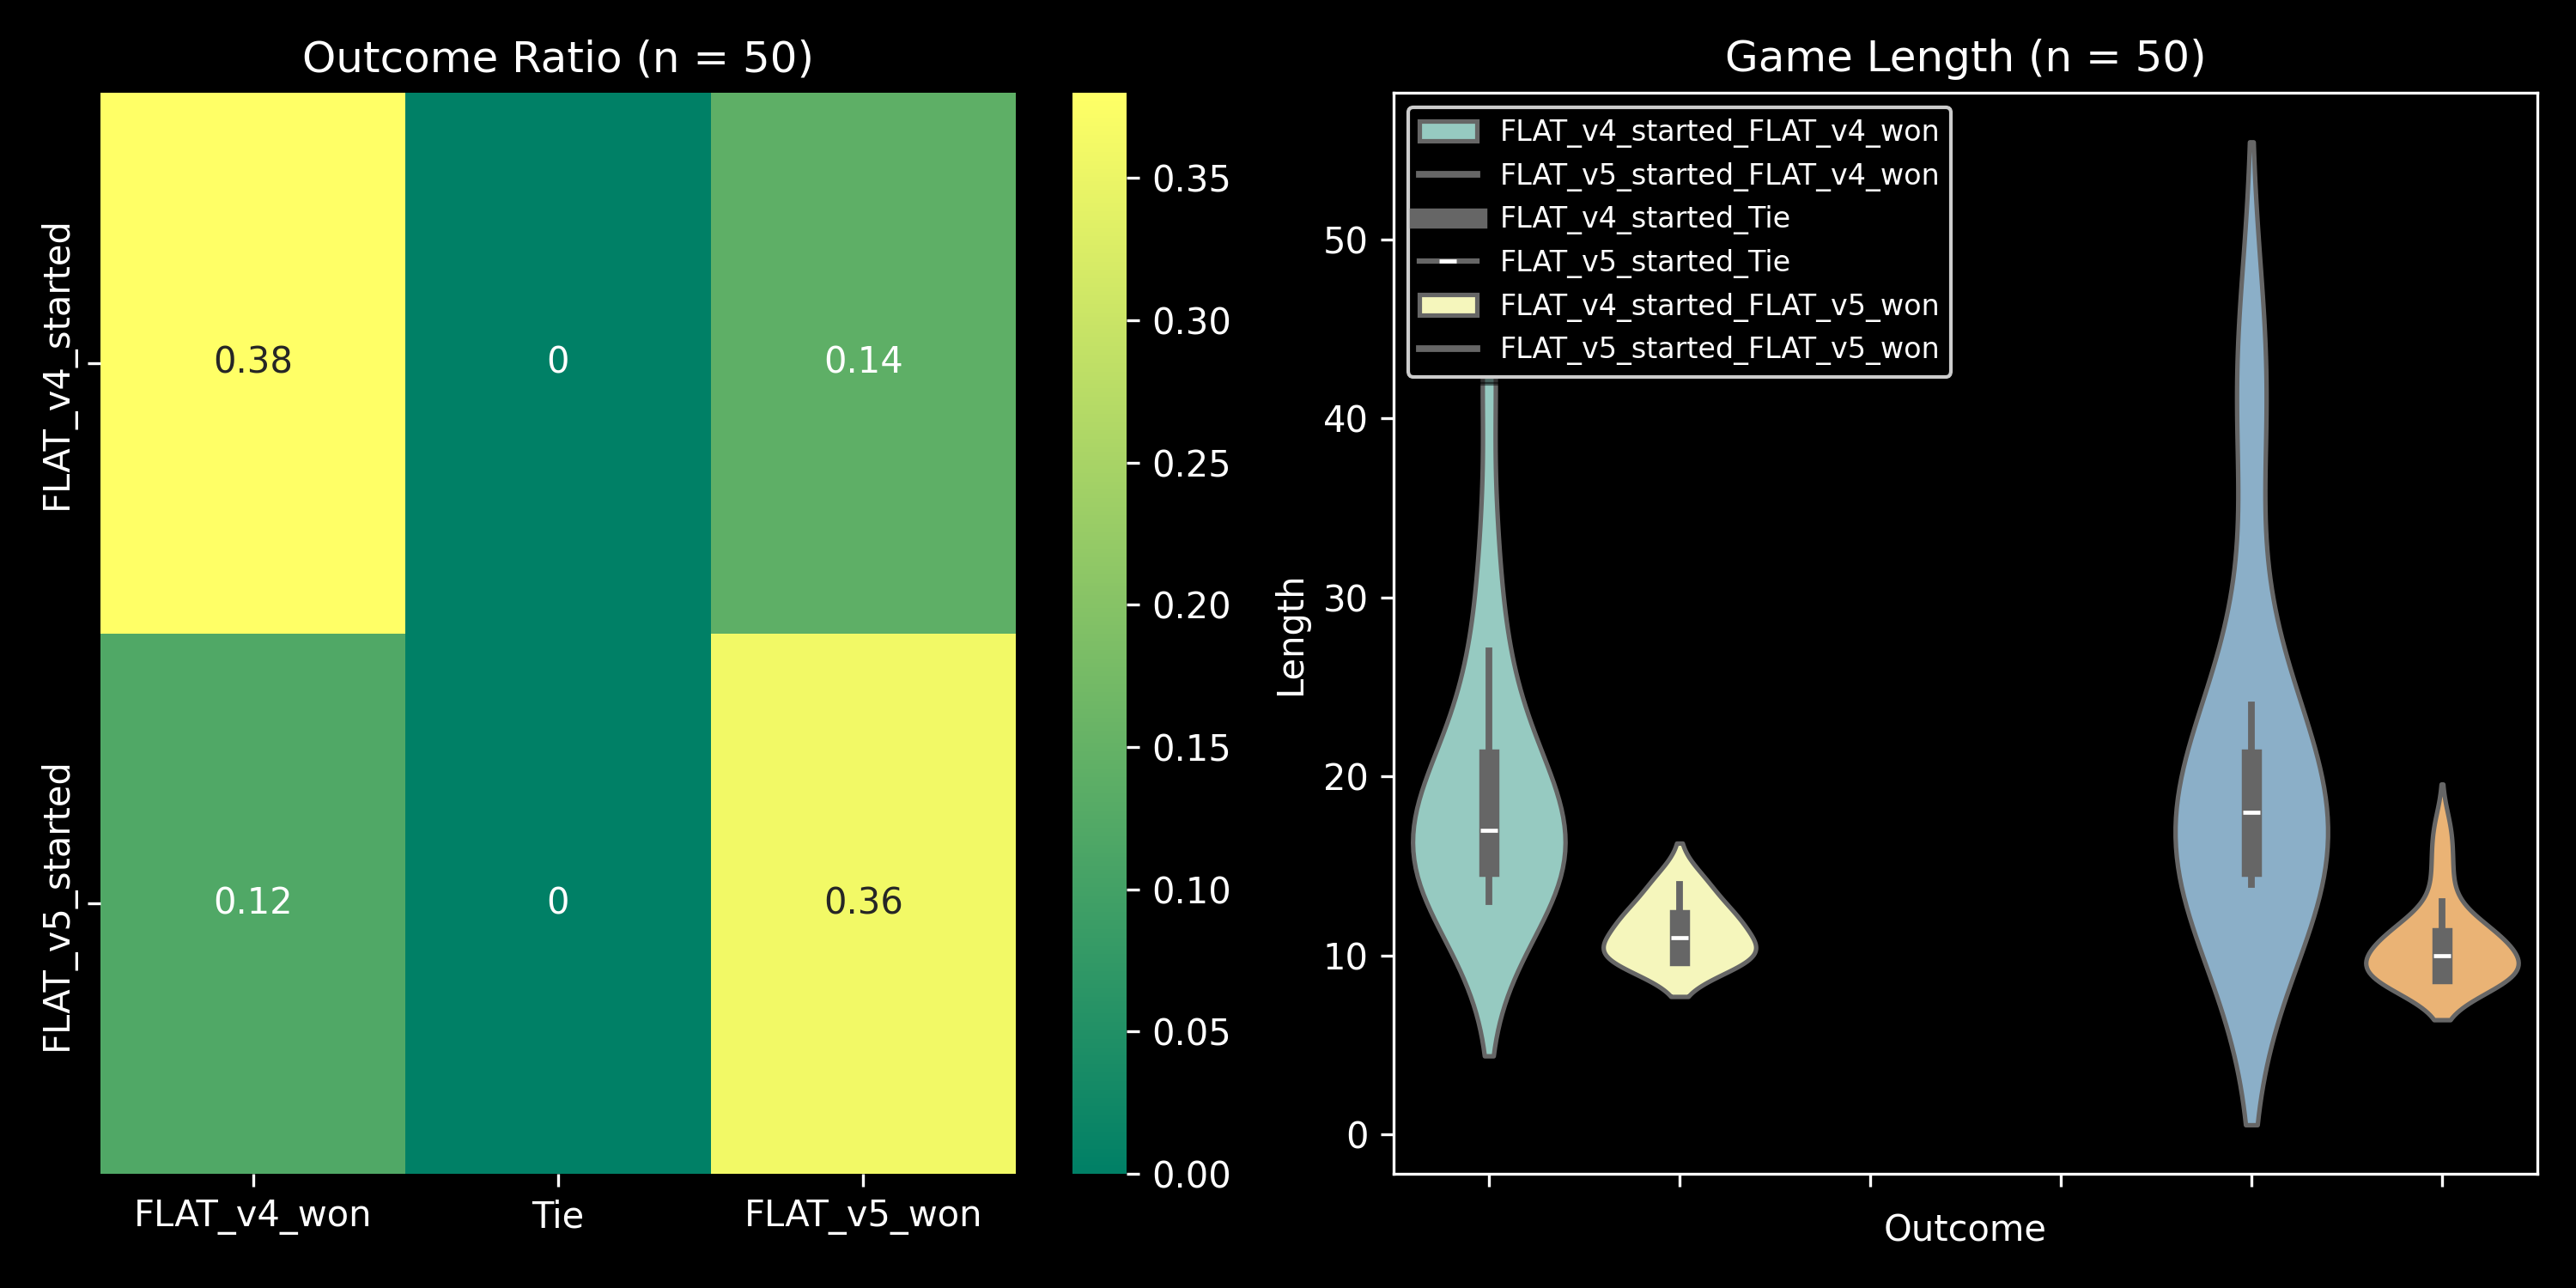 Outcome Ratio (n = 50)
FLAT_v4_started
FLAT_v5_started
0.38
0
0.14
0.12
0
0.36
FLAT_v4_won
Tie
FLAT_v5_won
0.35
0.30
0.25
0.20
0.15
0.10
0.05
0.00
Game Length (n = 50)
FLAT_v4_started_FLAT_v4_won
FLAT_v5_started_FLAT_v4_won
FLAT_v4_started_Tie
FLAT_v5_started_Tie
FLAT_v4_started_FLAT_v5_won
FLAT_v5_started_FLAT_v5_won
Length
50
40
30
20
10
0
Outcome